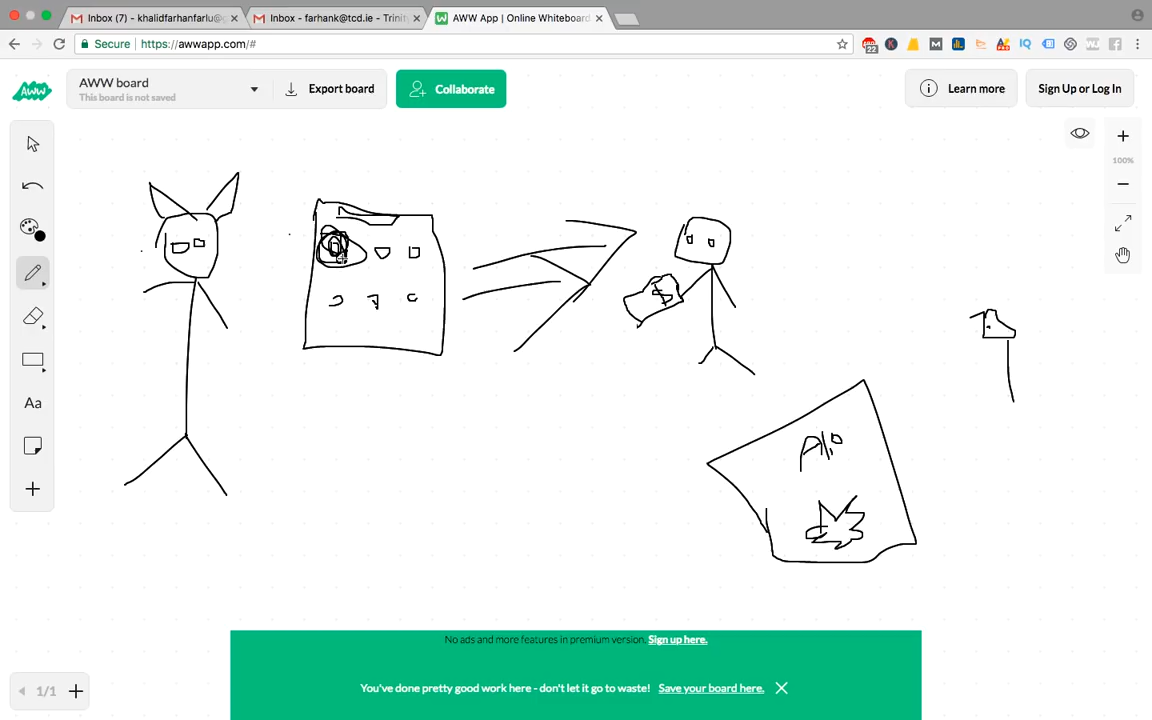 Inbox (7) - khalidfarhanfarlu@g
Inbox - farhank@tcd.ie - Trinit
AWW App | Online Whiteboard
Secure
https://awwapp.com/#
22
AWW
AWW board
This board is not saved
Export board
Collaborate
Learn more
Sign Up or Log In
100%
$
Aa
No ads and more features in premium version. Sign up here.
You've done pretty good work here - don't let it go to waste! Save your board here.
1/1